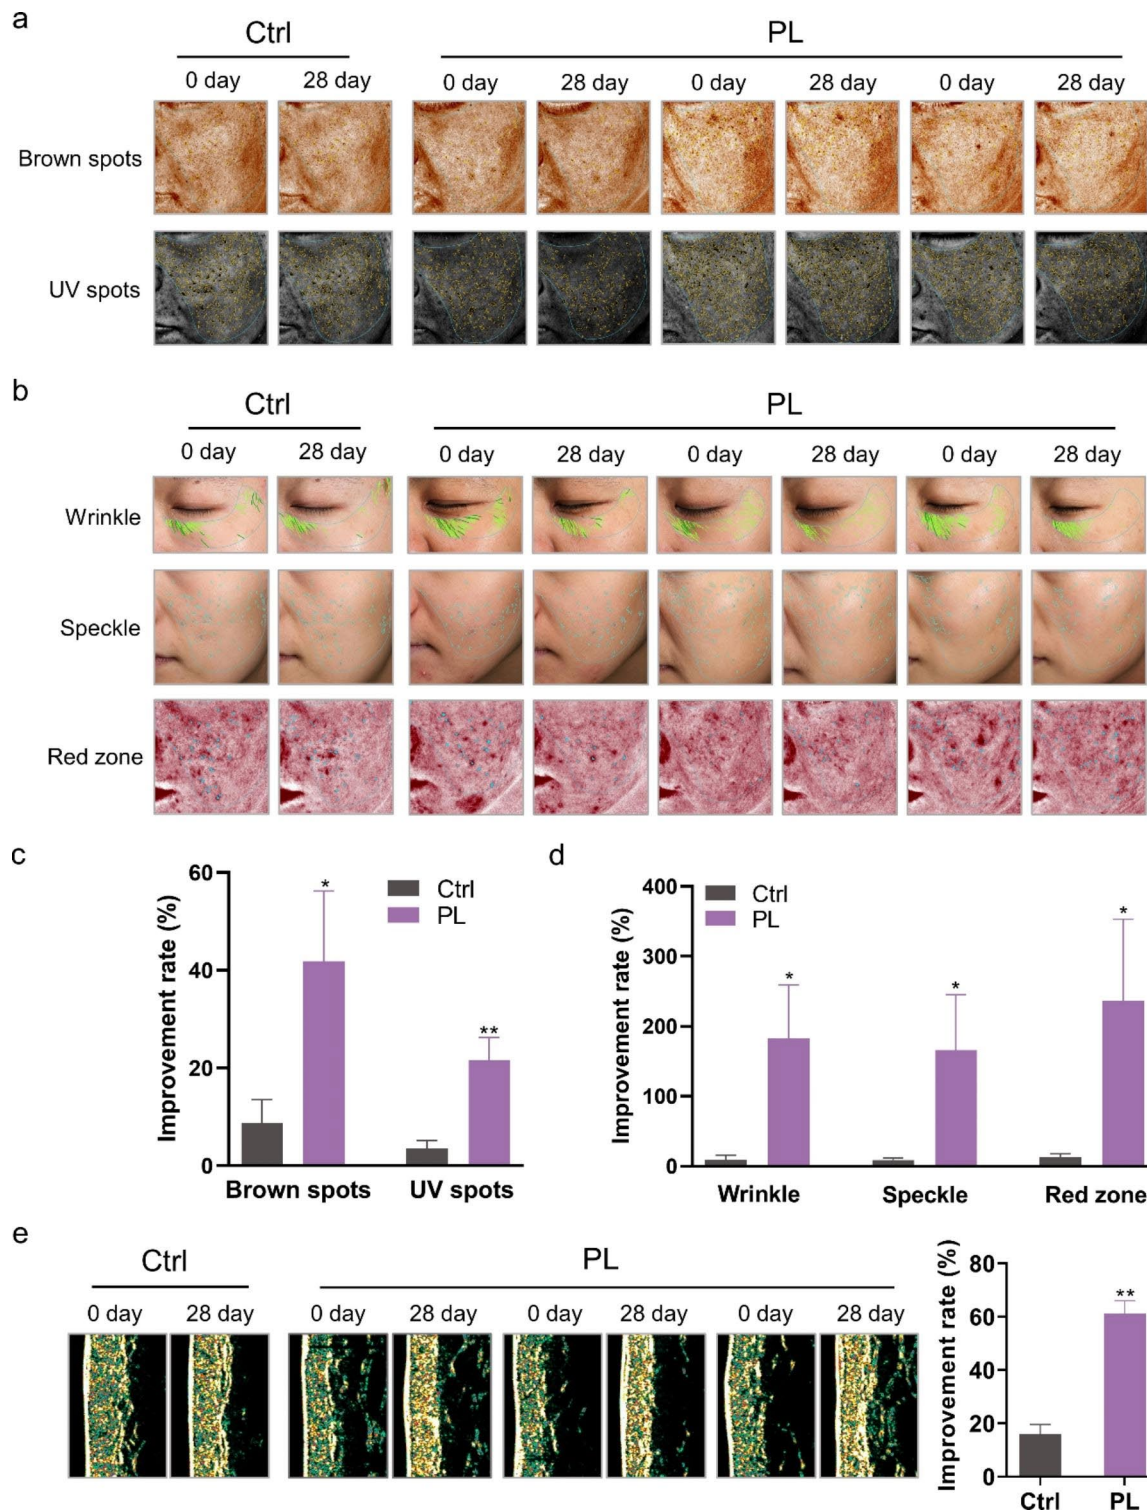 a
Ctrl
PL
0 day 28 day 0 day 28 day 0 day 28 day 0 day 28 day
Brown spots
UV spots
b
Ctrl
PL
0 day 28 day 0 day 28 day 0 day 28 day 0 day 28 day
Wrinkle
Speckle
Red zone
c
Improvement rate (%)
60
40
20
0
*
**
Ctrl
PL
Brown spots UV spots
d
Improvement rate (%)
400
300
200
100
0
Ctrl
PL
*
*
*
Wrinkle Speckle Red zone
e
Ctrl
PL
0 day 28 day 0 day 28 day 0 day 28 day 0 day 28 day
Improvement rate (%)
80
60
40
20
0
**
Ctrl PL